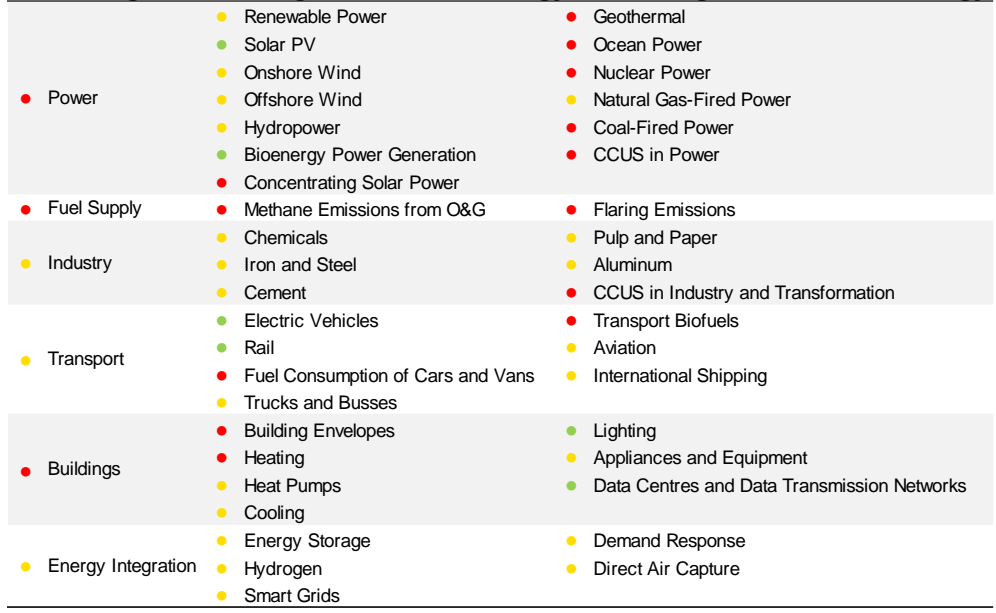 Renewable Power Geothermal
Solar PV Ocean Power
Onshore Wind Nuclear Power
Power Offshore Wind Natural Gas-Fired Power
Hydropower Coal-Fired Power
Bioenergy Power Generation CCUS in Power
Concentrating Solar Power
Fuel Supply Methane Emissions from O&G Flaring Emissions
Chemicals Pulp and Paper
Industry Iron and Steel Aluminum
Cement CCUS in Industry and Transformation
Electric Vehicles Transport Biofuels
Transport Rail Aviation
Fuel Consumption of Cars and Vans International Shipping
Trucks and Busses
Building Envelopes Lighting
Buildings Heating Appliances and Equipment
Heat Pumps Data Centres and Data Transmission Networks
Cooling
Energy Storage Demand Response
Energy Integration Hydrogen Direct Air Capture
Smart Grids